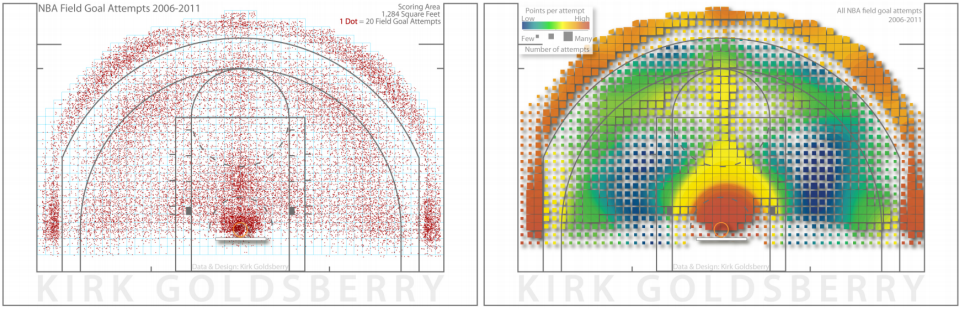 NBA Field Goal Attempts 2006-2011
Scoring Area
1,284 Square Feet
1 Dot = 20 Field Goal Attempts
Data & Design: Kirk Goldsberry
KIRK GOLDSBERRY
Points per attempt
Low High
Few Many
Number of attempts
All NBA field goal attempts
2006-2011
Data & Design: Kirk Goldsberry
KIRK GOLDSBERRY